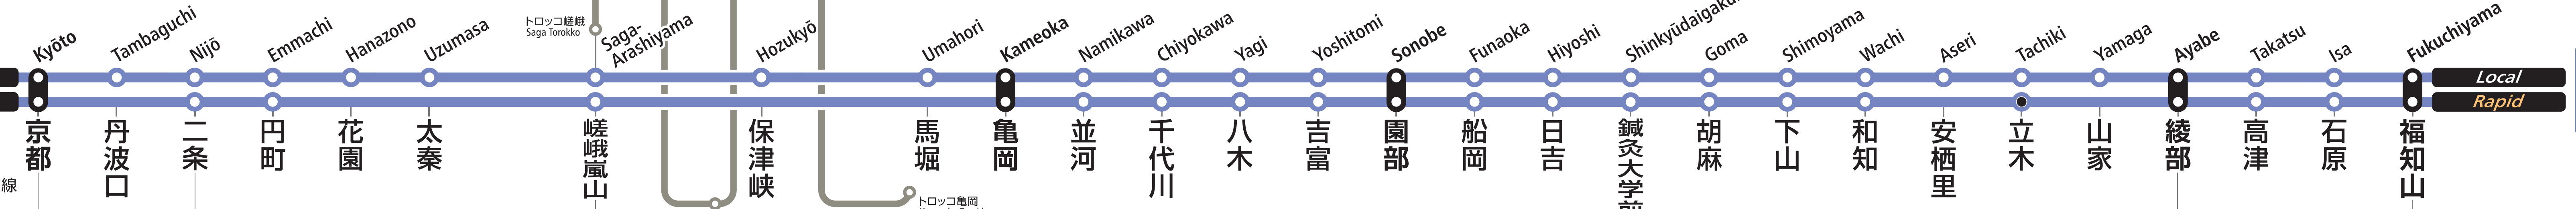 Kyōto
Tambaguchi
Nijō
Emmachi
Hanazono
Uzumasa
トロッコ嵯峨
Saga Torokko
Saga-
Arashiyama
Hozukyō
Umahori
Kameoka
Namikawa
Chiyokawa
Yagi
Yoshitomi
Sonobe
Funaoka
Hiyoshi
Goma
Shimoyama
Wachi
Aseri
Tachiki
Yamaga
Ayabe
Takatsu
Isa
Fukuchiyama
Local
Rapid
京都
丹波口
二条
円町
花園
太秦
嵯峨嵐山
保津峡
馬堀
亀岡
並河
千代川
八木
吉富
園部
船岡
日吉
鍼灸大学前
胡麻
下山
和知
安栖里
立木
山家
綾部
高津
石原
福知山
線
トロッコ亀岡